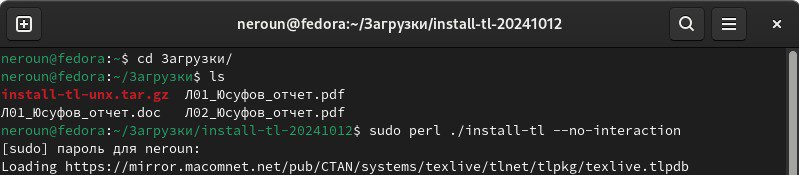 neroun@fedora:~/Загрузки/install-tl-20241012
neroun@fedora:~$ cd Загрузки/
neroun@fedora:~/Загрузки$ ls
install-tl-unx.tar.gz  Л01_Юсуфов_отчет.pdf
Л01_Юсуфов_отчет.doc  Л02_Юсуфов_отчет.pdf
neroun@fedora:~/Загрузки/install-tl-20241012$ sudo perl ./install-tl --no-interaction
[sudo] пароль для neroun:
Loading https://mirror.macomnet.net/pub/CTAN/systems/texlive/tlnet/tlpkg/texlive.tlpdb